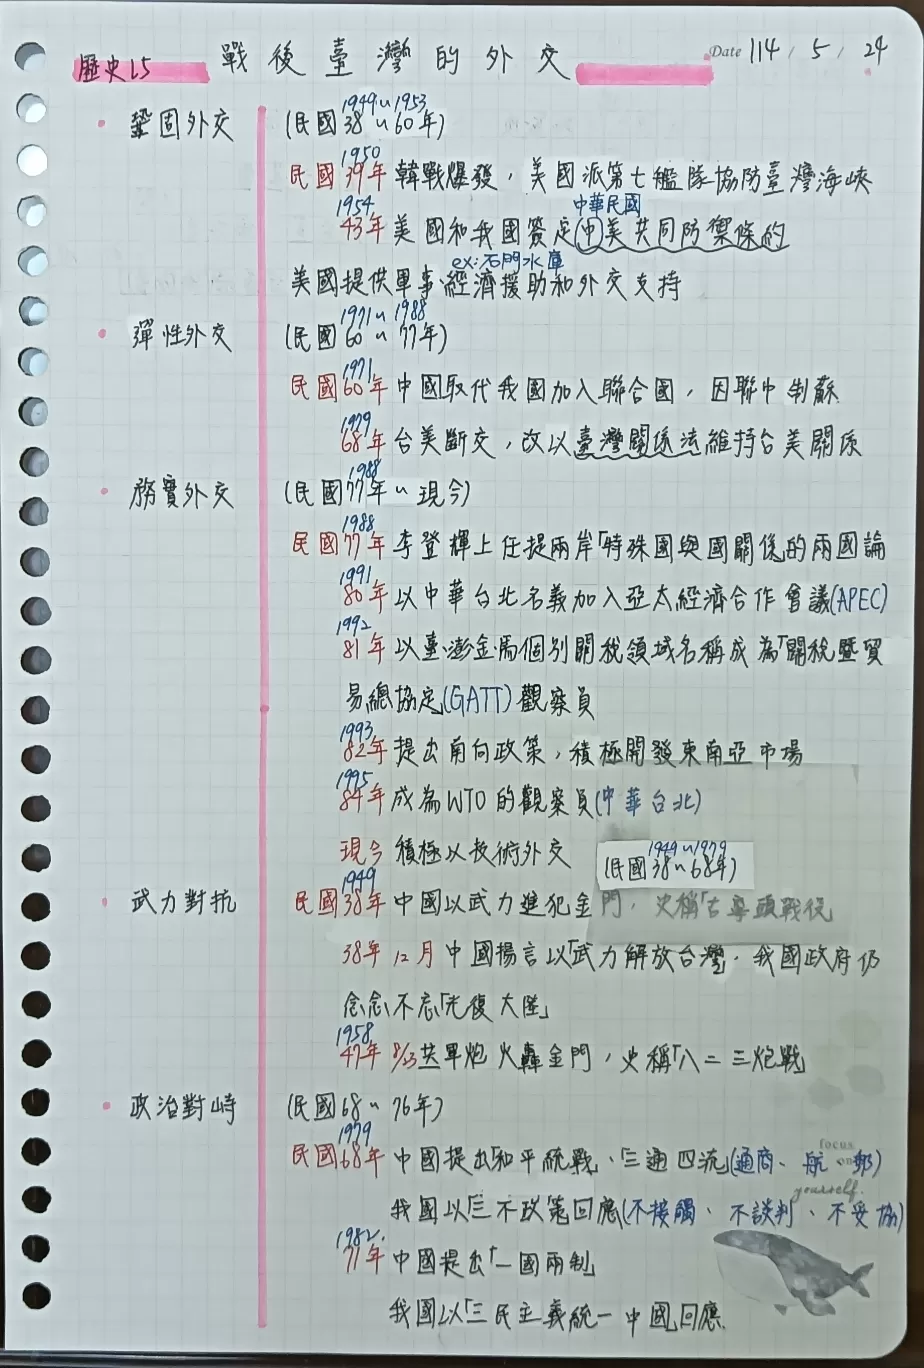 歷史15 戰後臺灣的外交 Date 114 / 5 / 29
1949~1953
• 鞏固外交 (民國38~60年)
1950
民國39年 韓戰爆發，美國派第七艦隊協防臺灣海峽
1954 中華民國
43年 美國和我國簽定中美共同防禦條約
ex:石門水庫
美國提供軍事、經濟援助和外交支持
1971~1988
• 彈性外交 (民國60~77年)
1971
民國60年 中國取代我國加入聯合國，因聯中制蘇
1979
68年 台美斷交，改以臺灣關係法維持台美關係
1988
• 務實外交 (民國77年~現今)
1988
民國77年 李登輝上任提兩岸「特殊國與國關係」的兩國論
1991
80年 以中華台北名義加入亞太經濟合作會議(APEC)
1992
81年 以臺.澎.金.馬個別關稅領域名稱成為「關稅暨貿
易總協定」(GATT)觀察員
1993
82年 提出南向政策，積極開發東南亞市場
1995
84年 成為WTO的觀察員(中華台北)
現今 積極以技術外交
1949~1979
(民國38~68年)
1949
• 武力對抗 民國38年 中國以武力進犯金門，史稱「古寧頭戰役」
38年12月 中國揚言以「武力解放台灣」，我國政府仍
念念不忘「光復大陸」
1958
47年 8/23共軍炮火轟金門，史稱「八二三炮戰」
• 政治對峙 (民國68~76年)
1979
民國68年 中國提出「和平統戰」、「三通四流」(通商、航、郵)
我國以「三不政策」回應(不接觸、不談判、不妥協)
1982.
71年 中國提出「一國兩制」
我國以「三民主義統一中國」回應.
focus
on
yourself.